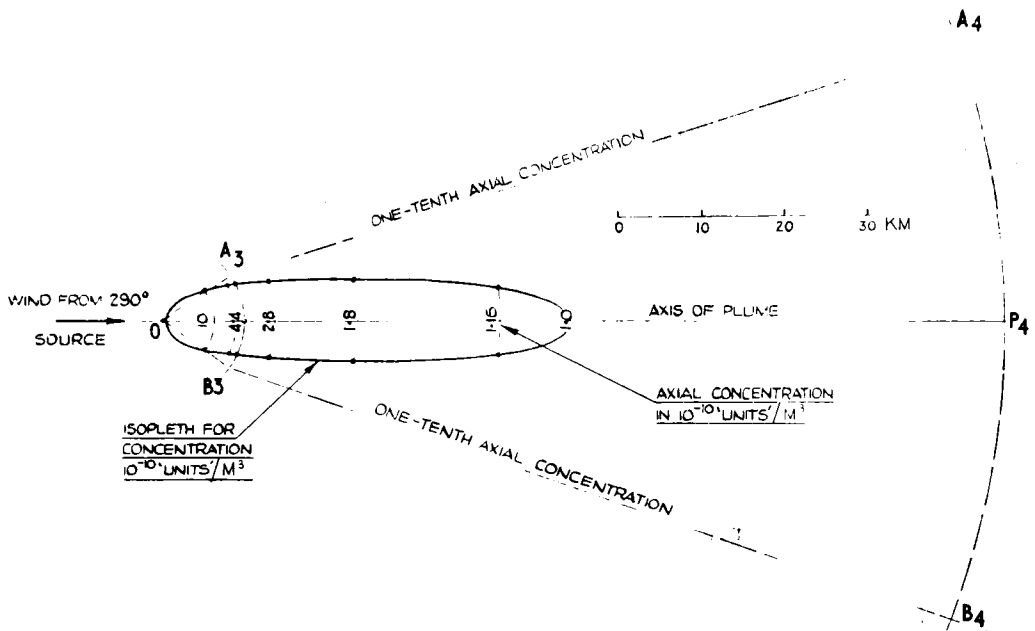 A4
ONE-TENTH AXIAL CONCENTRATION
0 10 20 30 KM
A3
WIND FROM 290°
SOURCE
O
10
4·4
2·8
1·8
1·16
1·0
AXIS OF PLUME
P4
B3
AXIAL CONCENTRATION
IN 10⁻¹⁰ 'UNITS'/M³
ISOPLETH FOR
CONCENTRATION
10⁻¹⁰ 'UNITS'/M³
ONE-TENTH AXIAL CONCENTRATION
B4